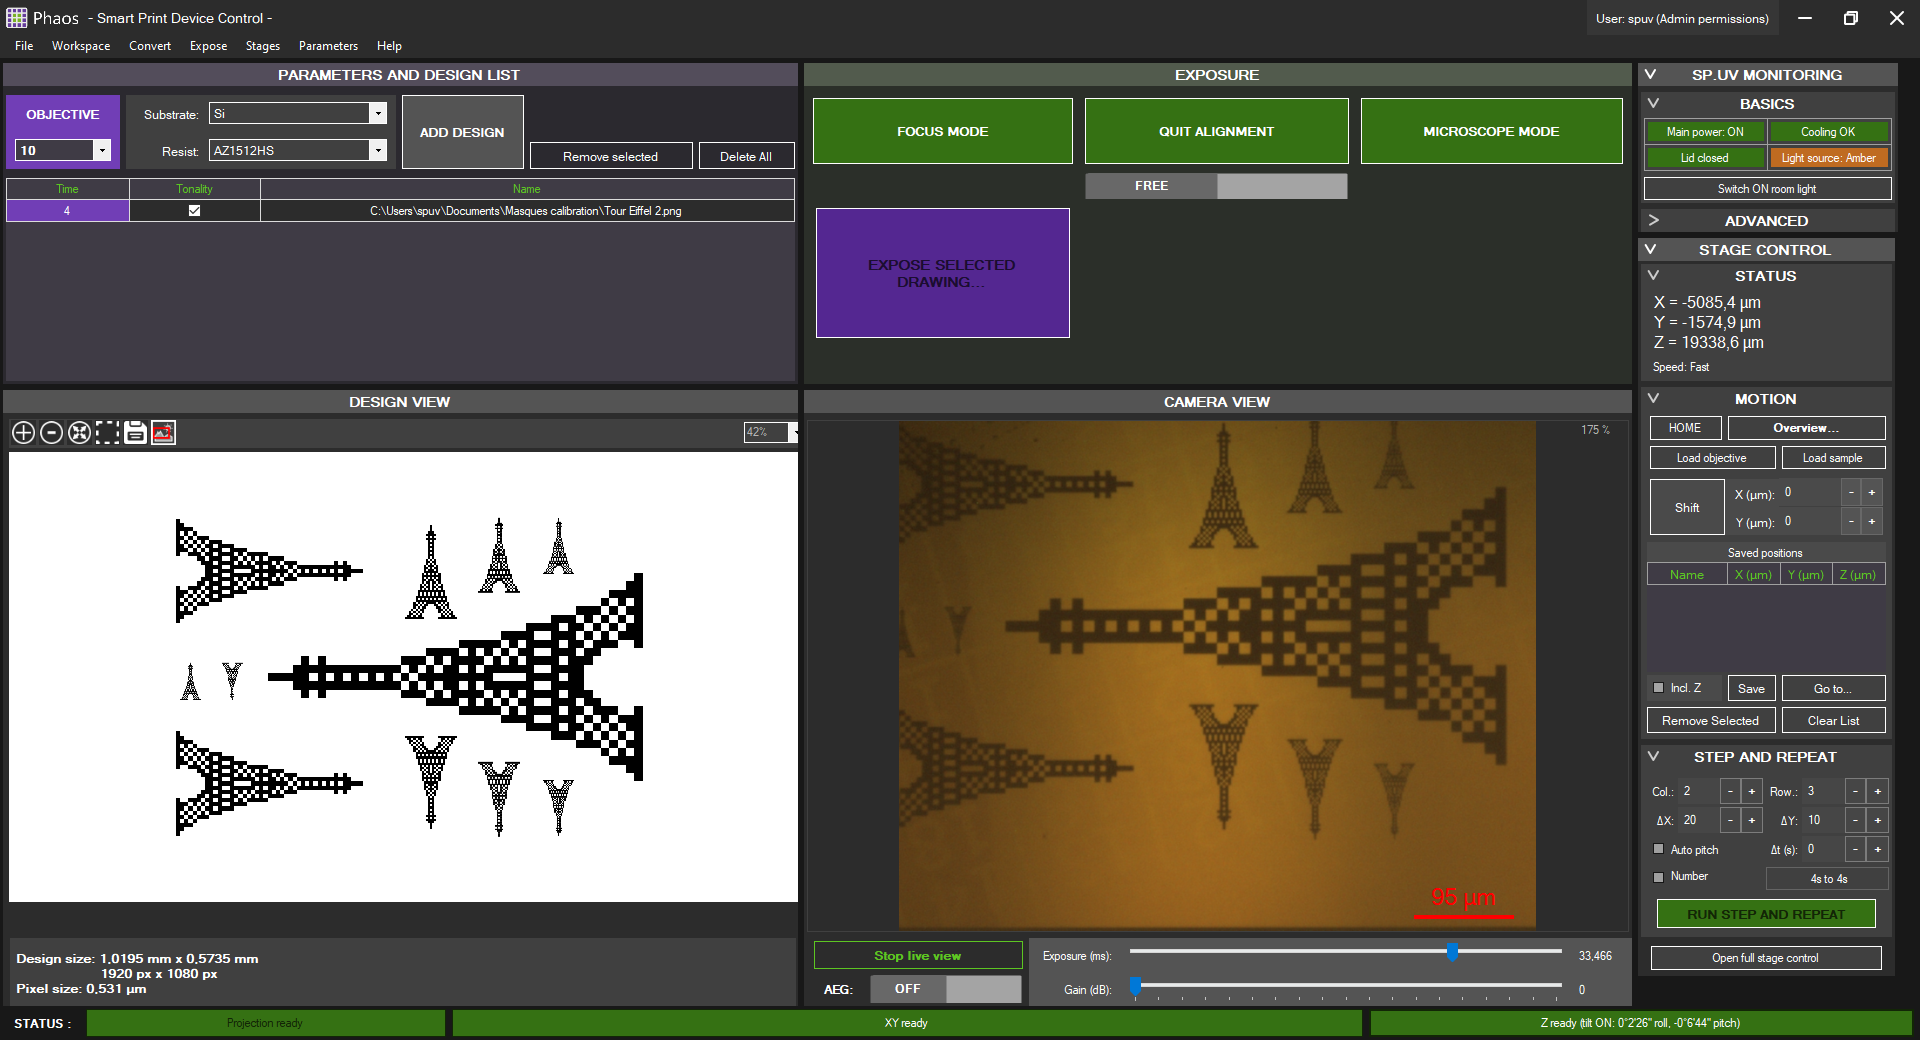 Phaos - Smart Print Device Control -
User: spuv (Admin permissions)
File Workspace Convert Expose Stages Parameters Help
PARAMETERS AND DESIGN LIST
OBJECTIVE
10
Substrate: Si
Resist: AZ1512HS
ADD DESIGN
Remove selected
Delete All
Time Tonality Name
4 C:\Users\spuv\Documents\Masques calibration\Tour Eiffel 2.png
EXPOSURE
FOCUS MODE
QUIT ALIGNMENT
MICROSCOPE MODE
FREE
EXPOSE SELECTED
DRAWING...
DESIGN VIEW
42%
Design size: 1,0195 mm x 0,5735 mm
1920 px x 1080 px
Pixel size: 0,531 µm
CAMERA VIEW
175 %
95 µm
Stop live view
AEG: OFF
Exposure (ms): 33,466
Gain (dB): 0
SP.UV MONITORING
BASICS
Main power: ON
Cooling OK
Lid closed
Light source: Amber
Switch ON room light
ADVANCED
STAGE CONTROL
STATUS
X = -5085,4 µm
Y = -1574,9 µm
Z = 19338,6 µm
Speed: Fast
MOTION
HOME
Overview...
Load objective
Load sample
Shift
X (µm): 0 - +
Y (µm): 0 - +
Saved positions
Name X (µm) Y (µm) Z (µm)
Incl. Z
Save
Go to...
Remove Selected
Clear List
STEP AND REPEAT
Col.: 2 - + Row.: 3 - +
ΔX: 20 - + ΔY: 10 - +
Auto pitch Δt (s): 0 - +
Number 4s to 4s
RUN STEP AND REPEAT
Open full stage control
STATUS : Projection ready XY ready Z ready (tilt ON: 0°2'26" roll, -0°6'44" pitch)